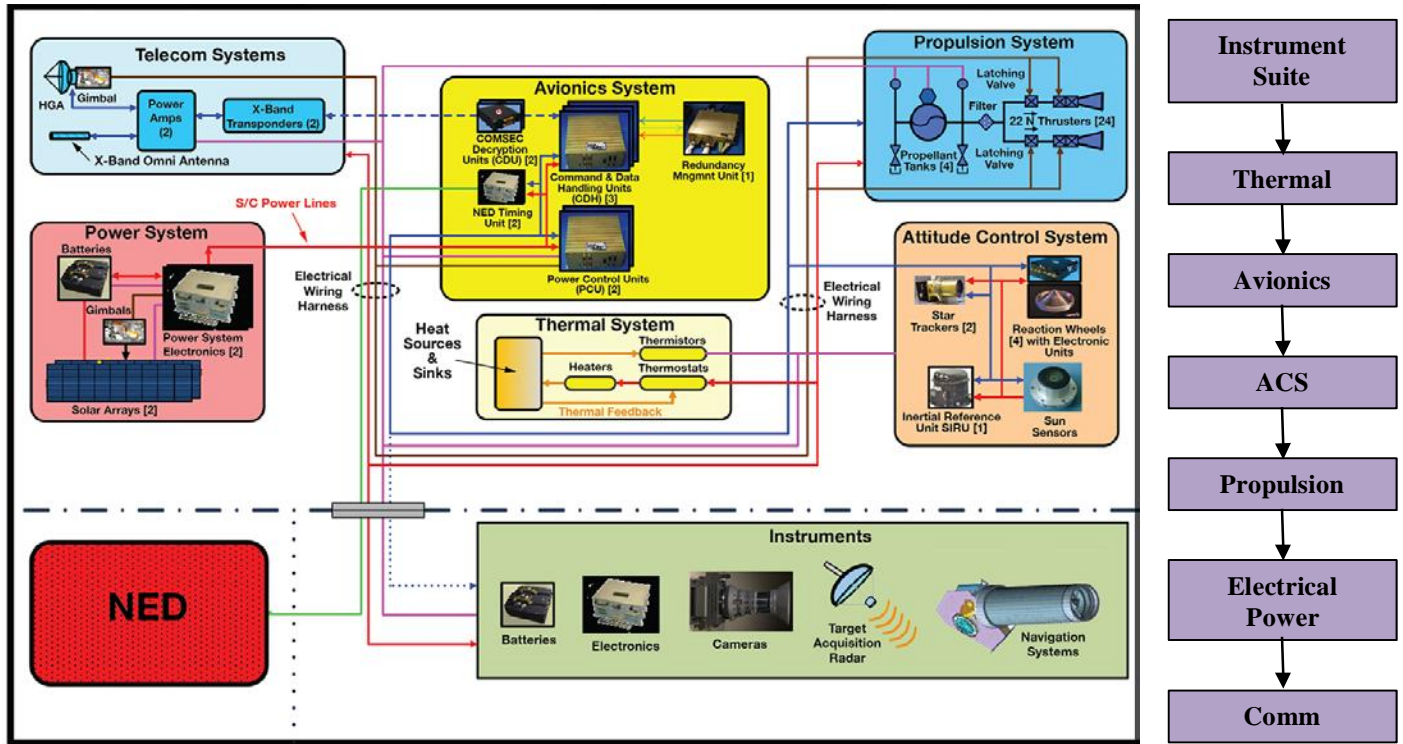 Telecom Systems
HGA
Gimbal
Power
Amps
(2)
X-Band
Transponders (2)
X-Band Omni Antenna
Avionics System
COMSEC
Decryption
Units (CDU) [2]
Command & Data
Handling Units
(CDH) [3]
Redundancy
Mngmnt Unit [1]
NED Timing
Unit [2]
Power Control Units
(PCU) [2]
Propulsion System
Latching
Valve
Filter
22 N Thrusters [24]
Propellant
Tanks [4]
Latching
Valve
S/C Power Lines
Power System
Batteries
Gimbals
Power System
Electronics [2]
Solar Arrays [2]
Electrical
Wiring
Harness
Heat
Sources
&
Sinks
Thermal System
Thermistors
Heaters
Thermostats
Thermal Feedback
Electrical
Wiring
Harness
Attitude Control System
Star
Trackers [2]
Reaction Wheels
[4] with Electronic
Units
Inertial Reference
Unit SIRU [1]
Sun
Sensors
NED
Instruments
Batteries
Electronics
Cameras
Target
Acquisition
Radar
Navigation
Systems
Instrument
Suite
Thermal
Avionics
ACS
Propulsion
Electrical
Power
Comm